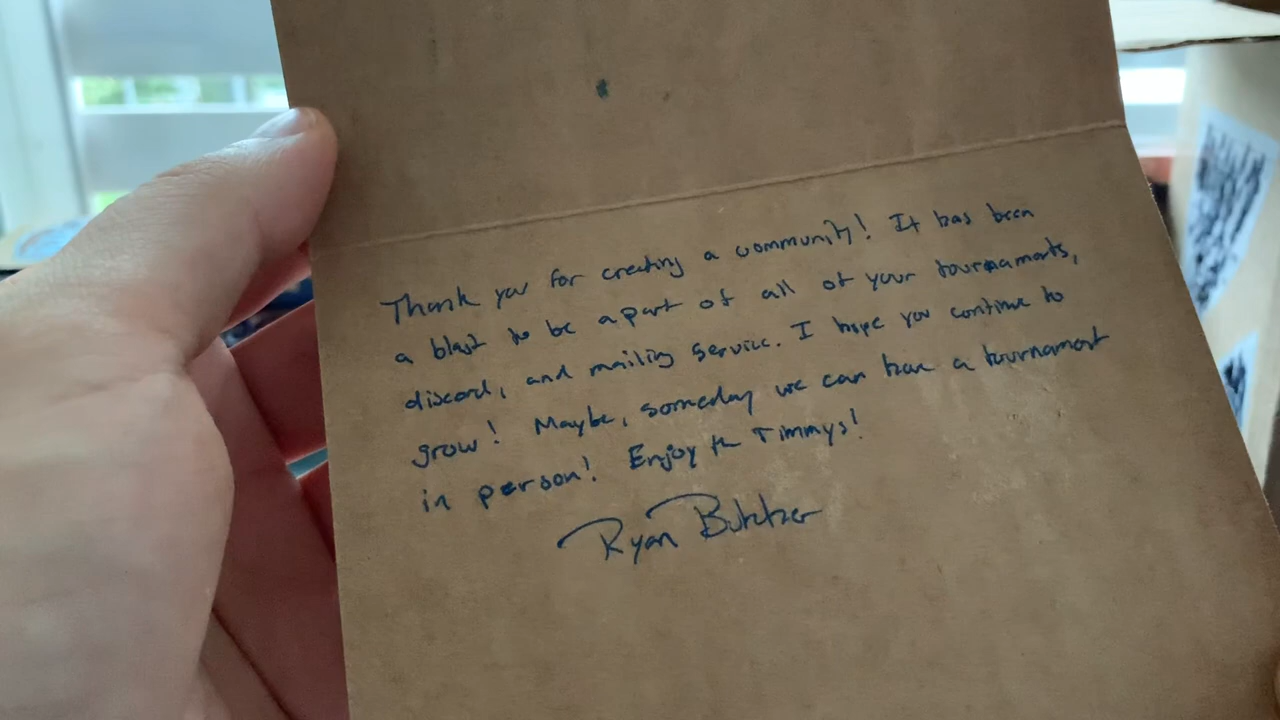 Thank you for creating a community! It has been
a blast to be a part of all of your tournaments,
discord, and mailing service. I hope you continue to
grow! Maybe, someday we can have a tournament
in person! Enjoy the Timmys!
Ryan